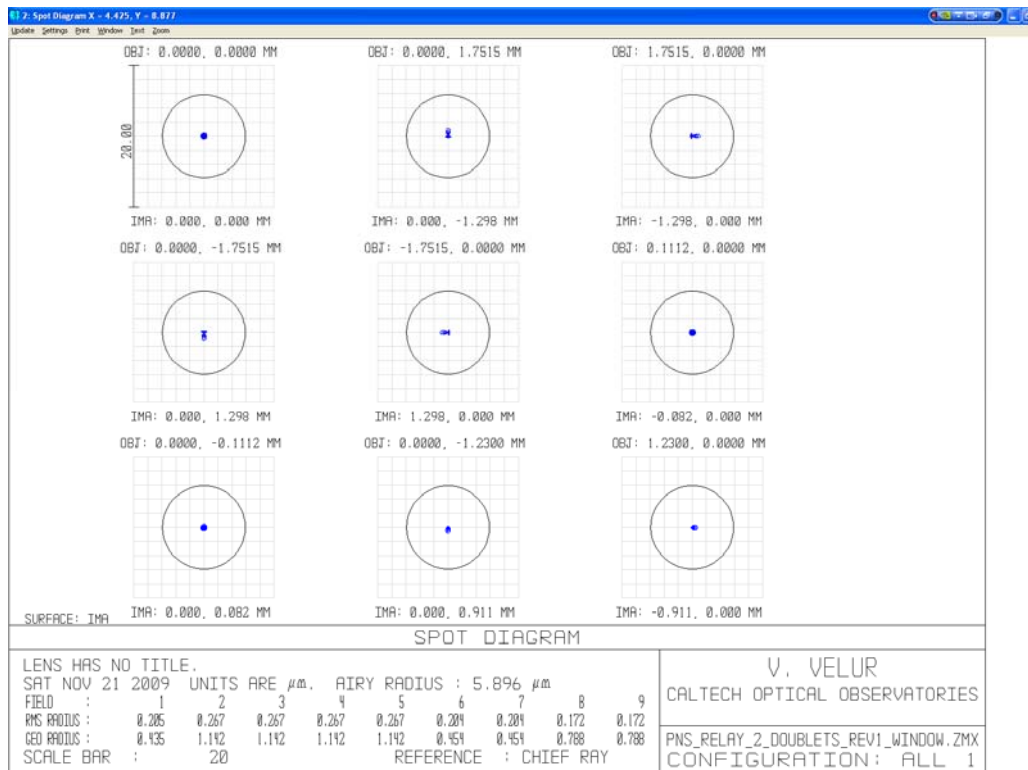 2: Spot Diagram X = 4.425, Y = 8.877
Update Settings Print Window Text Zoom
OBJ: 0.0000, 0.0000 MM OBJ: 0.0000, 1.7515 MM OBJ: 1.7515, 0.0000 MM
20.00
IMA: 0.000, 0.000 MM IMA: 0.000, -1.298 MM IMA: -1.298, 0.000 MM
OBJ: 0.0000, -1.7515 MM OBJ: -1.7515, 0.0000 MM OBJ: 0.1112, 0.0000 MM
IMA: 0.000, 1.298 MM IMA: 1.298, 0.000 MM IMA: -0.082, 0.000 MM
OBJ: 0.0000, -0.1112 MM OBJ: 0.0000, -1.2300 MM OBJ: 1.2300, 0.0000 MM
IMA: 0.000, 0.082 MM IMA: 0.000, 0.911 MM IMA: -0.911, 0.000 MM
SURFACE: IMA
SPOT DIAGRAM
LENS HAS NO TITLE.
SAT NOV 21 2009 UNITS ARE µm. AIRY RADIUS : 5.896 µm
FIELD : 1 2 3 4 5 6 7 8 9
RMS RADIUS : 0.205 0.267 0.267 0.267 0.267 0.204 0.204 0.172 0.172
GEO RADIUS : 0.435 1.142 1.142 1.142 1.142 0.454 0.454 0.788 0.788
SCALE BAR : 20 REFERENCE : CHIEF RAY
V. VELUR
CALTECH OPTICAL OBSERVATORIES
PNS_RELAY_2_DOUBLETS_REV1_WINDOW.ZMX
CONFIGURATION: ALL 1